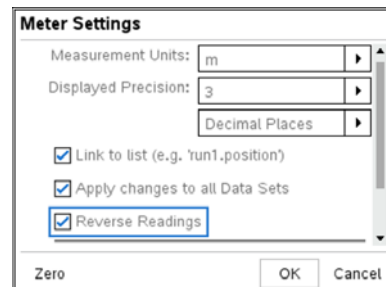 Meter Settings
Measurement Units: m
Displayed Precision: 3
Decimal Places
Link to list (e.g. 'run1.position')
Apply changes to all Data Sets
Reverse Readings
Zero OK Cancel